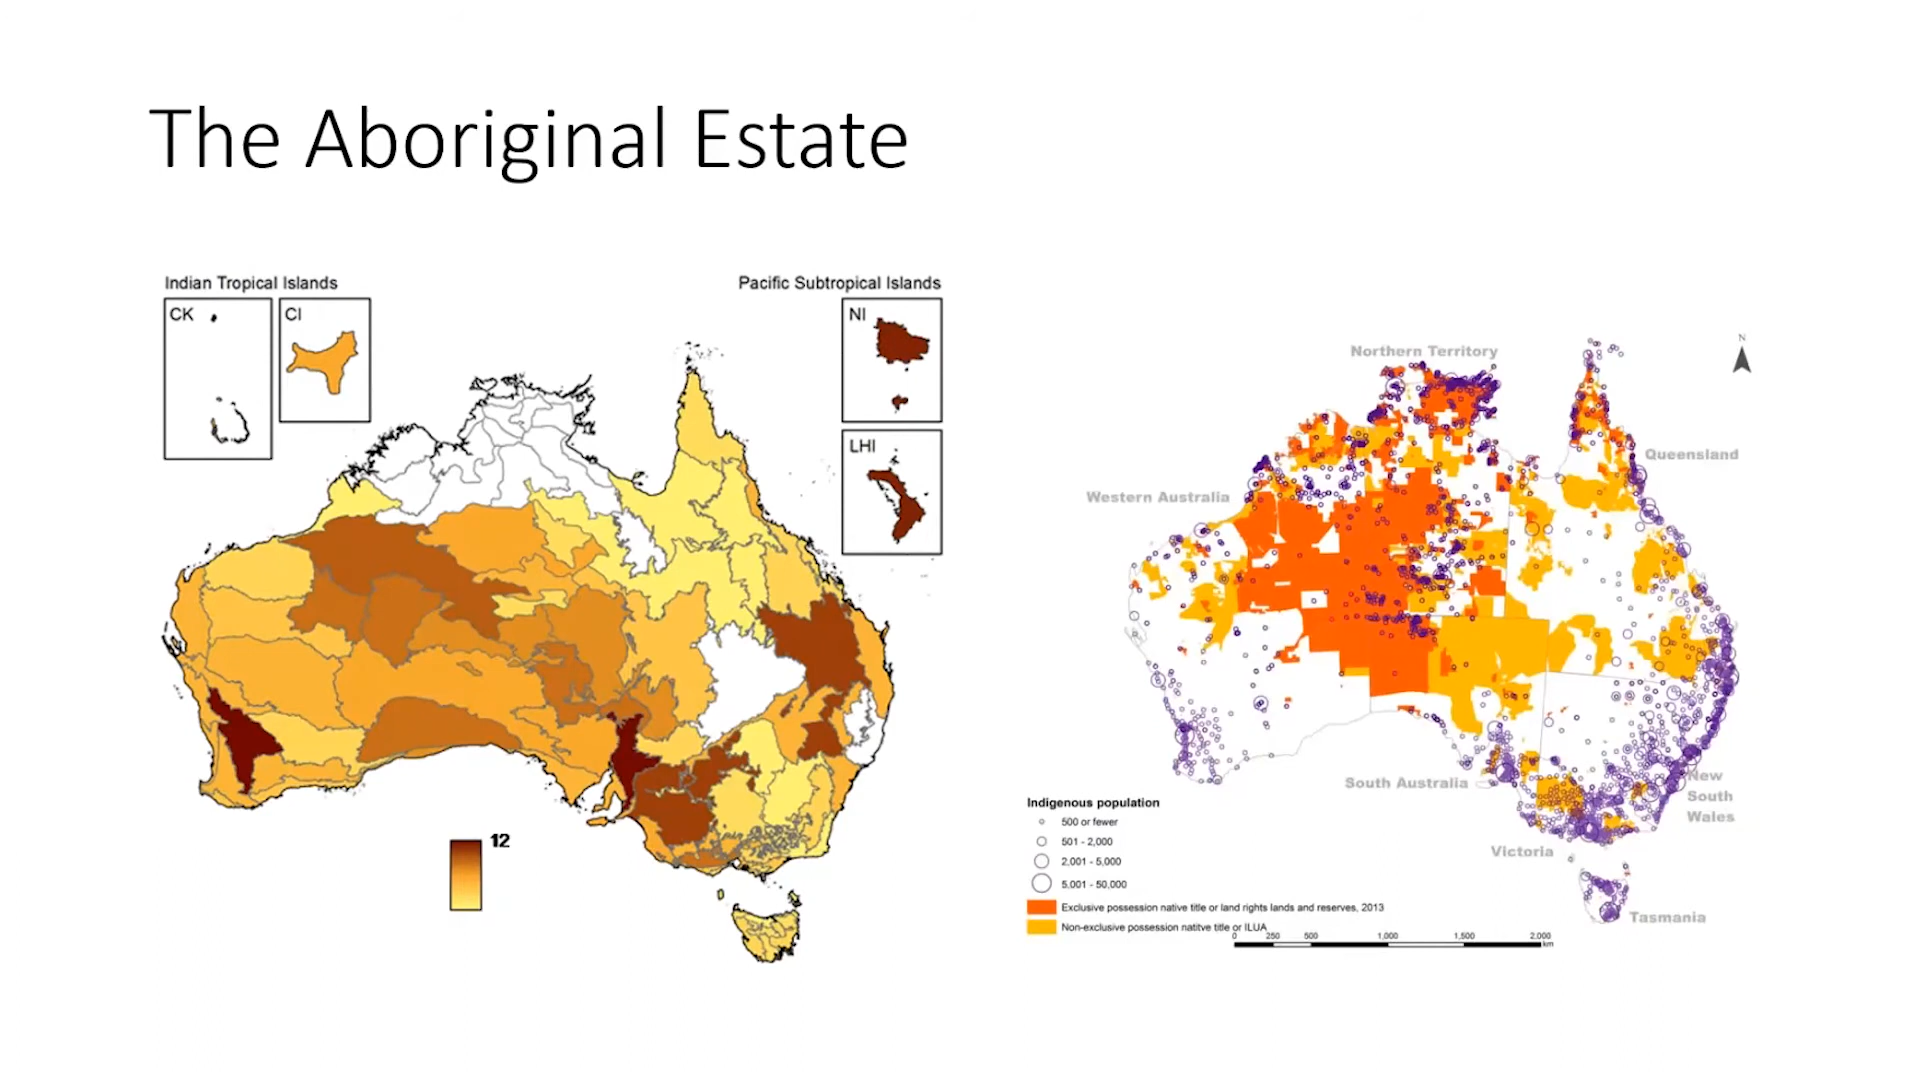 The Aboriginal Estate
Indian Tropical Islands
CK
CI
Pacific Subtropical Islands
NI
LHI
12
N
Northern Territory
Queensland
Western Australia
South Australia
New
South
Wales
Victoria
Tasmania
Indigenous population
500 or fewer
501 - 2,000
2,001 - 5,000
5,001 - 50,000
Exclusive possession native title or land rights lands and reserves, 2013
Non-exclusive possession natitve title or ILUA
0 250 500 1,000 1,500 2,000
km